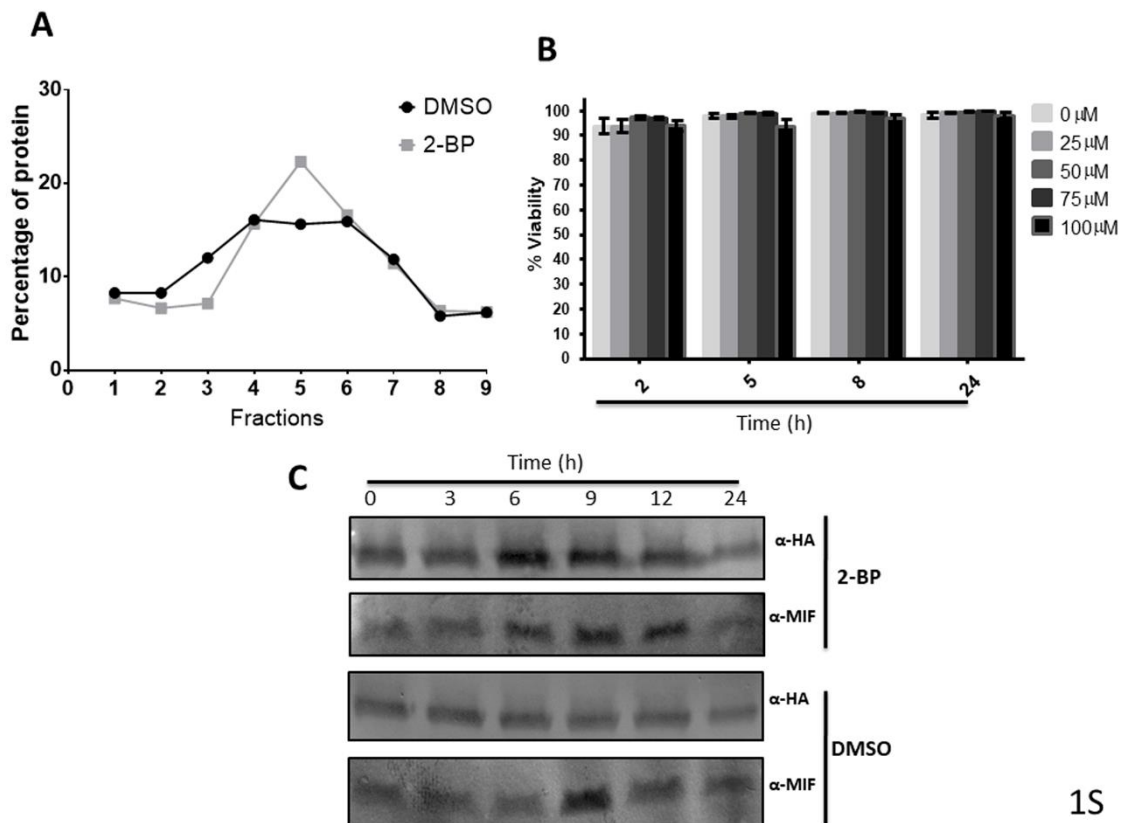 A
30
20
10
0
Percentage of protein
DMSO
2-BP
0 1 2 3 4 5 6 7 8 9
Fractions
B
100
90
80
70
60
50
40
30
20
10
0
% Viability
0 μM
25 μM
50 μM
75 μM
100 μM
2 5 8 24
Time (h)
C
Time (h)
0 3 6 9 12 24
α-HA
α-MIF
2-BP
α-HA
α-MIF
DMSO
1S